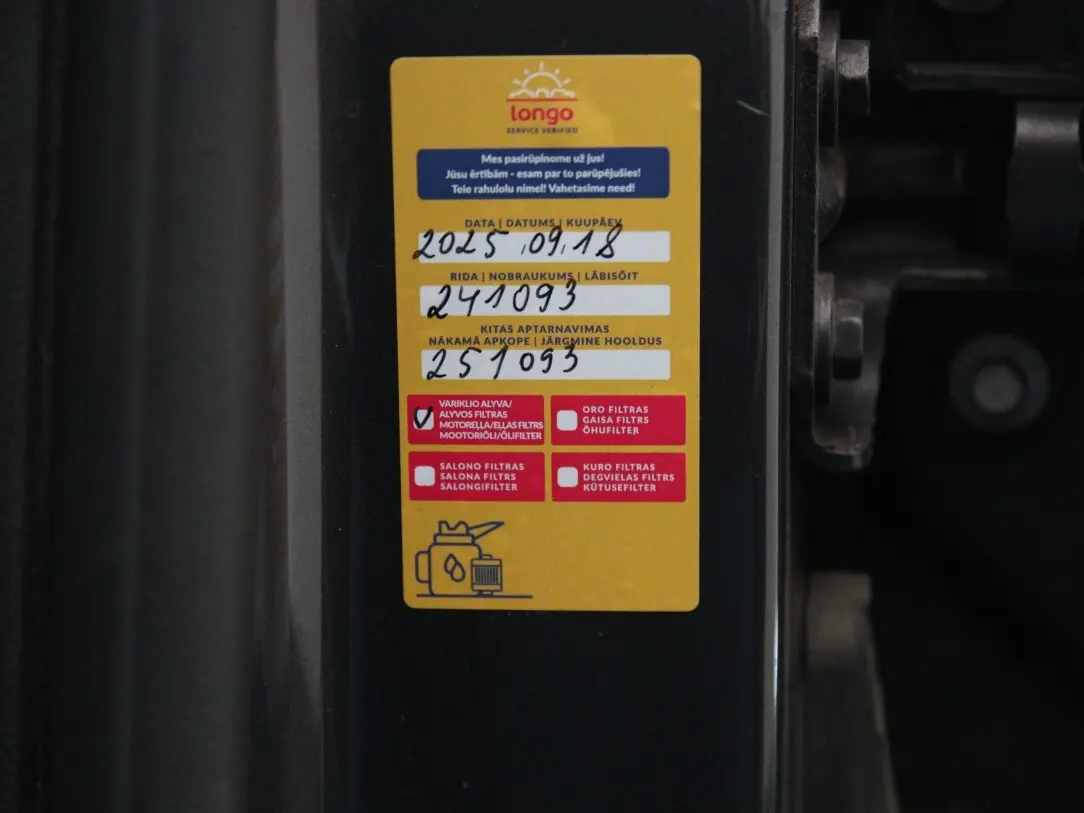 longo
SERVICE VERIFIED
Mes pasirūpinome už jus!
Jūsu ērtībām - esam par to parūpējušies!
Teie rahulolu nimel! Vahetasime need!
DATA | DATUMS | KUUPÄEV
2025.09.18
RIDA | NOBRAUKUMS | LÄBISÕIT
241093
KITAS APTARNAVIMAS
NĀKAMĀ APKOPE | JÄRGMINE HOOLDUS
251093
VARIKLIO ALYVA/
ALYVOS FILTRAS
MOTOREĻĻA/EĻĻAS FILTRS
MOOTORIÕLI/ÕLIFILTER
ORO FILTRAS
GAISA FILTRS
ÕHUFILTER
SALONO FILTRAS
SALONA FILTRS
SALONGIFILTER
KURO FILTRAS
DEGVIELAS FILTRS
KÜTUSEFILTER